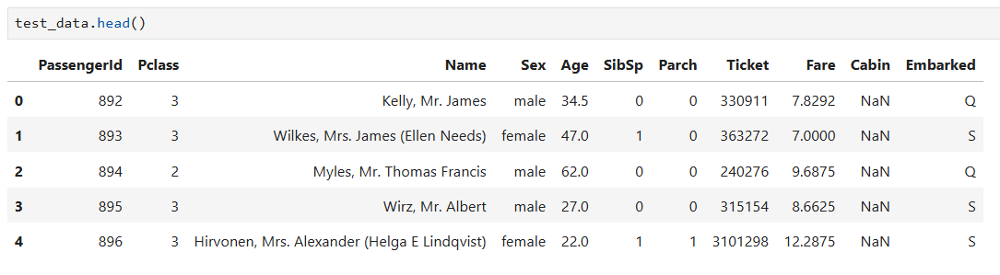 test_data.head()
PassengerId Pclass Name Sex Age SibSp Parch Ticket Fare Cabin Embarked
0 892 3 Kelly, Mr. James male 34.5 0 0 330911 7.8292 NaN Q
1 893 3 Wilkes, Mrs. James (Ellen Needs) female 47.0 1 0 363272 7.0000 NaN S
2 894 2 Myles, Mr. Thomas Francis male 62.0 0 0 240276 9.6875 NaN Q
3 895 3 Wirz, Mr. Albert male 27.0 0 0 315154 8.6625 NaN S
4 896 3 Hirvonen, Mrs. Alexander (Helga E Lindqvist) female 22.0 1 1 3101298 12.2875 NaN S